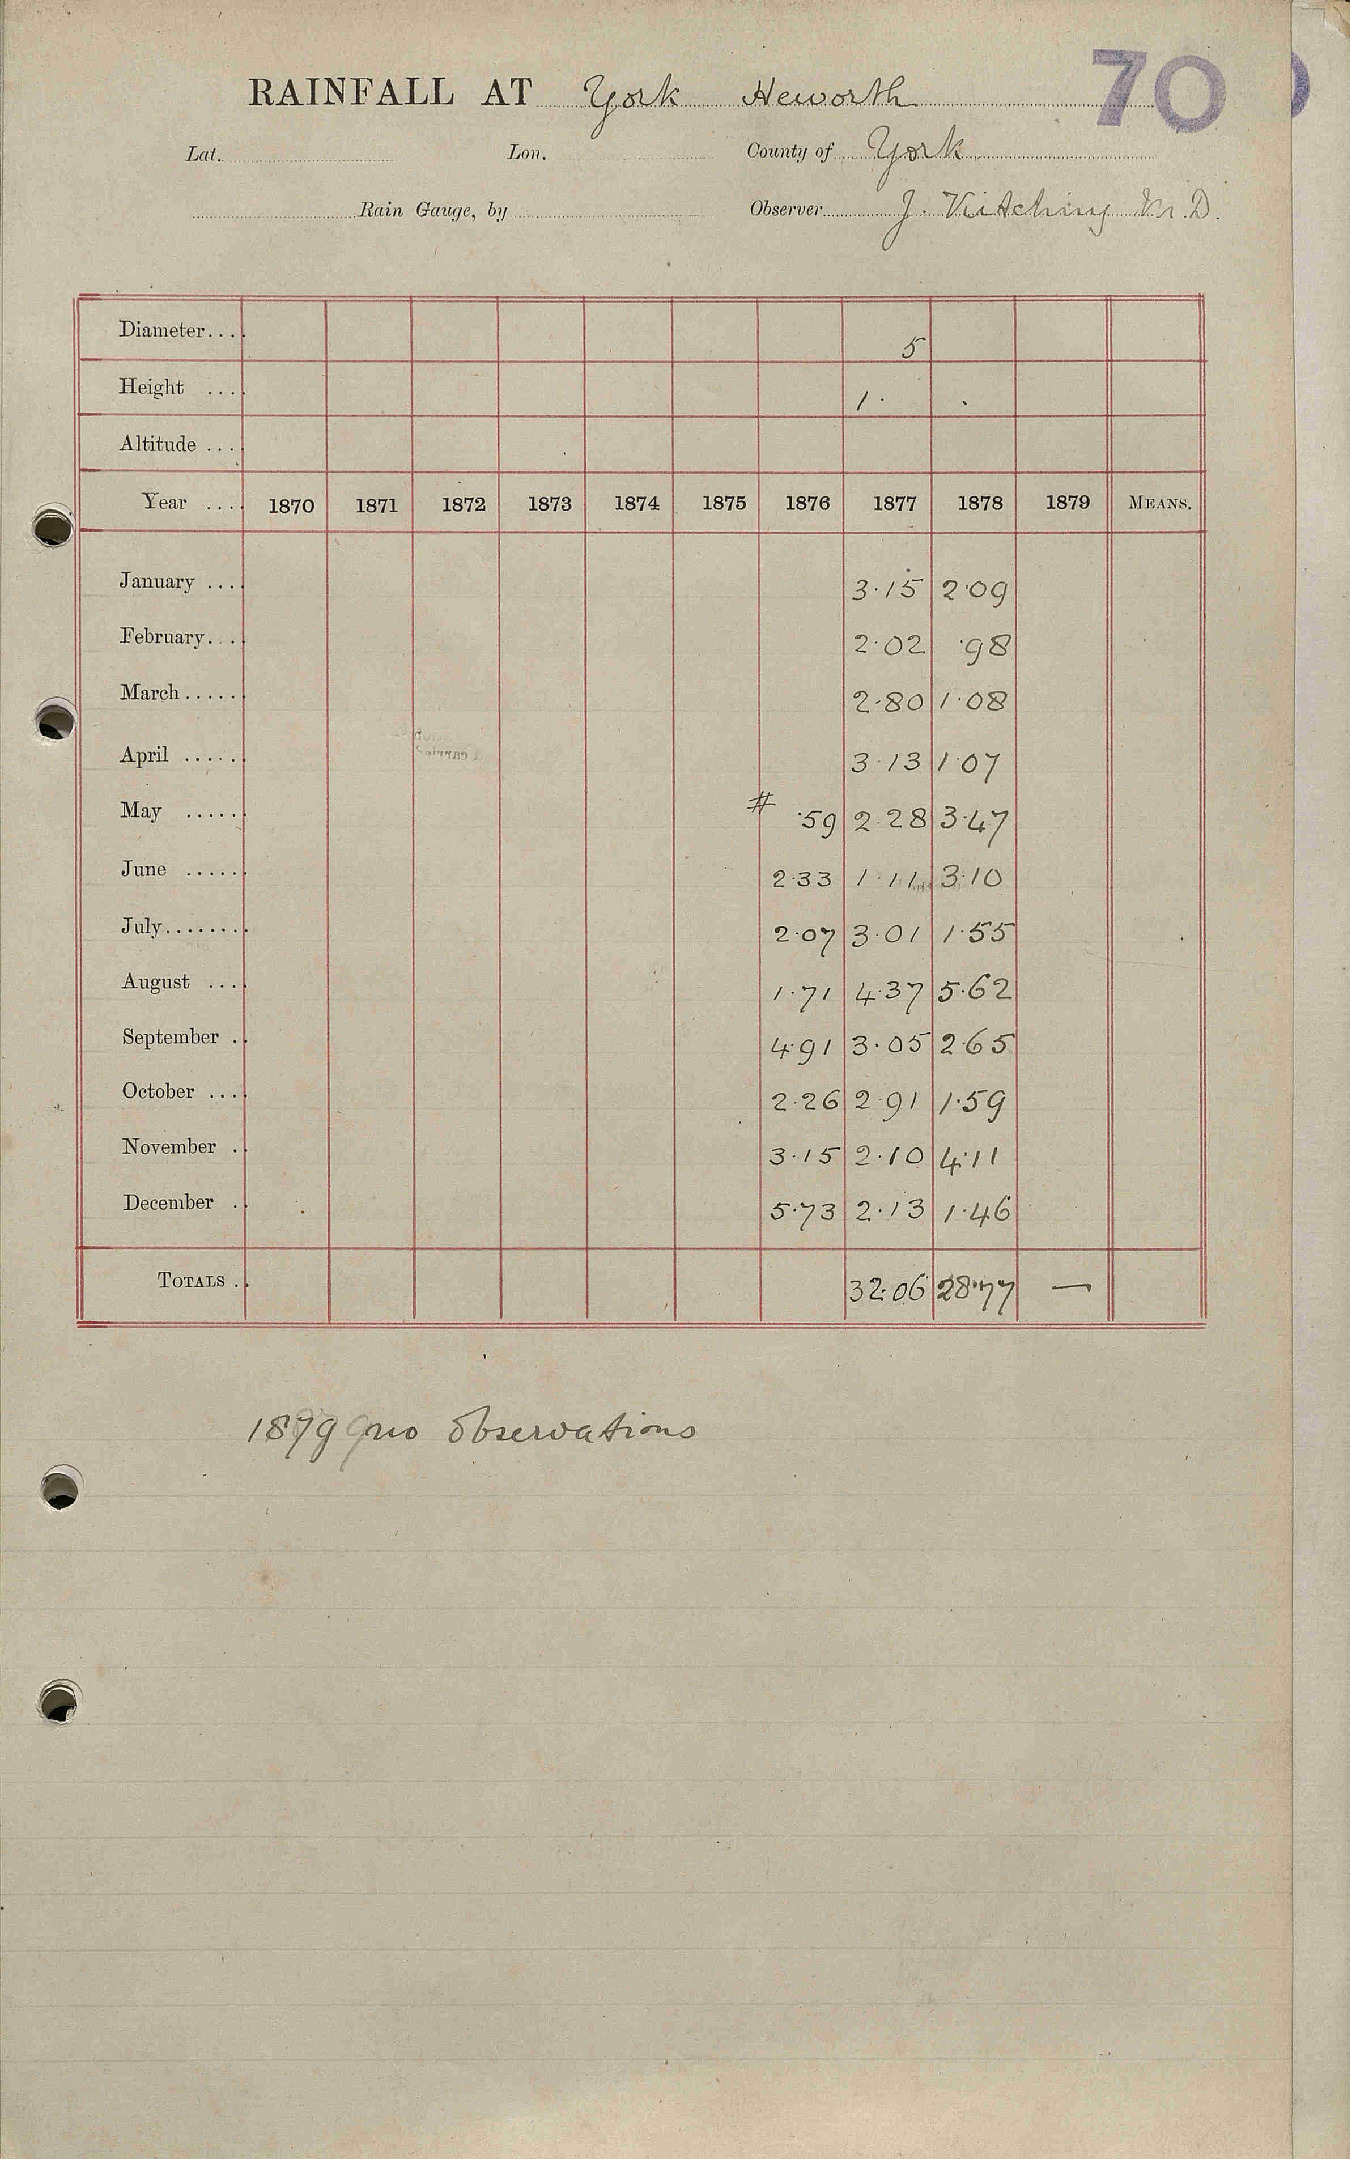 70
RAINFALL AT York Heworth
Lat. Lon. County of York
Rain Gauge, by Observer J. Kitching M.D.
Diameter.... 5
Height .... 1 .
Altitude ....
Year .... 1870 1871 1872 1873 1874 1875 1876 1877 1878 1879 MEANS.
January .... 3.15 2.09
February.... 2.02 .98
March...... 2.80 1.08
April ...... 3.13 1.07
May ...... # .59 2.28 3.47
June ...... 2.33 1.11 3.10
July........ 2.07 3.01 1.55
August .... 1.71 4.37 5.62
September .. 4.91 3.05 2.65
October .... 2.26 2.91 1.59
November .. 3.15 2.10 4.11
December .. 5.73 2.13 1.46
TOTALS .. 32.06 28.77 —
1879 no observations